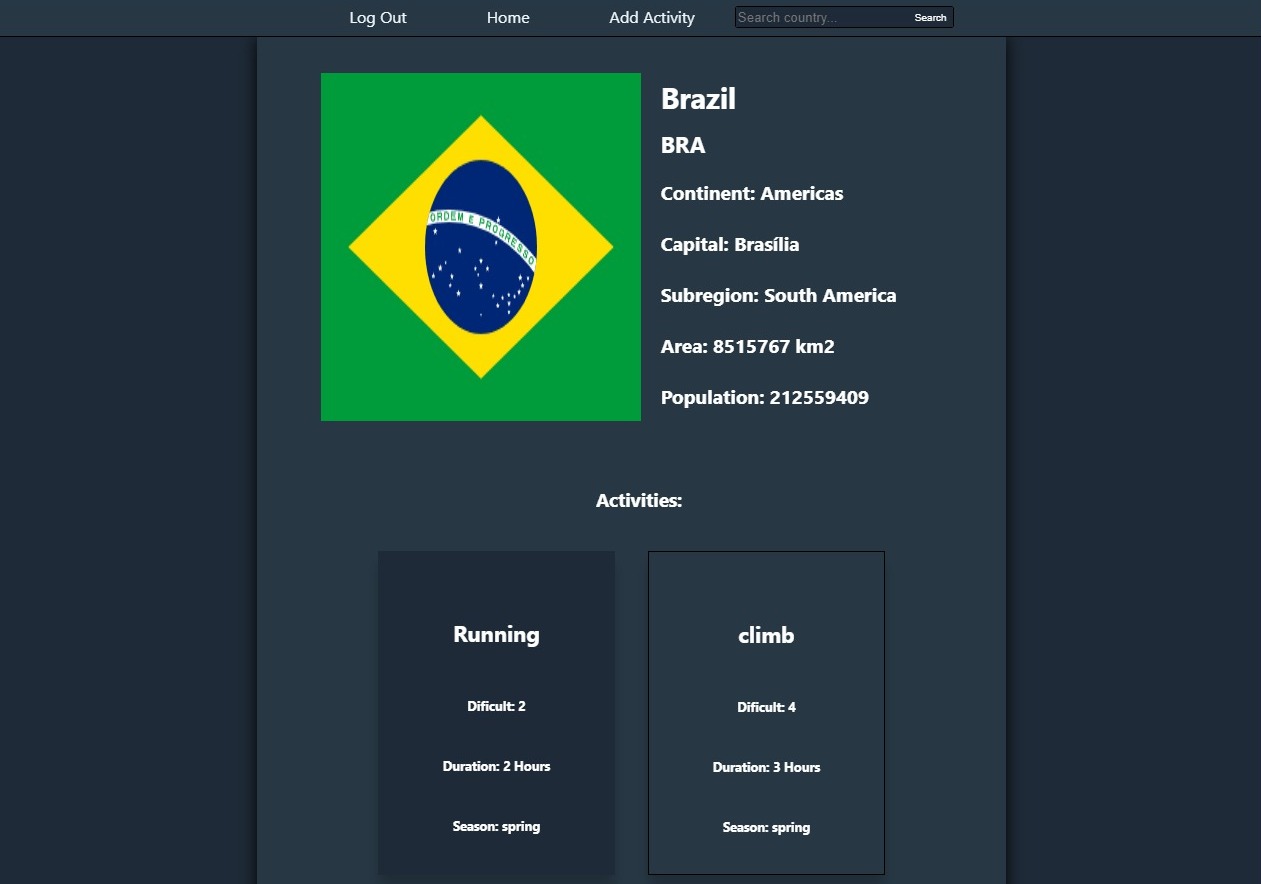 Log Out
Home
Add Activity
Search country...
Search
Brazil
BRA
Continent: Americas
Capital: Brasília
Subregion: South America
Area: 8515767 km2
Population: 212559409
ORDEM E PROGRESSO
Activities:
Running
Dificult: 2
Duration: 2 Hours
Season: spring
climb
Dificult: 4
Duration: 3 Hours
Season: spring